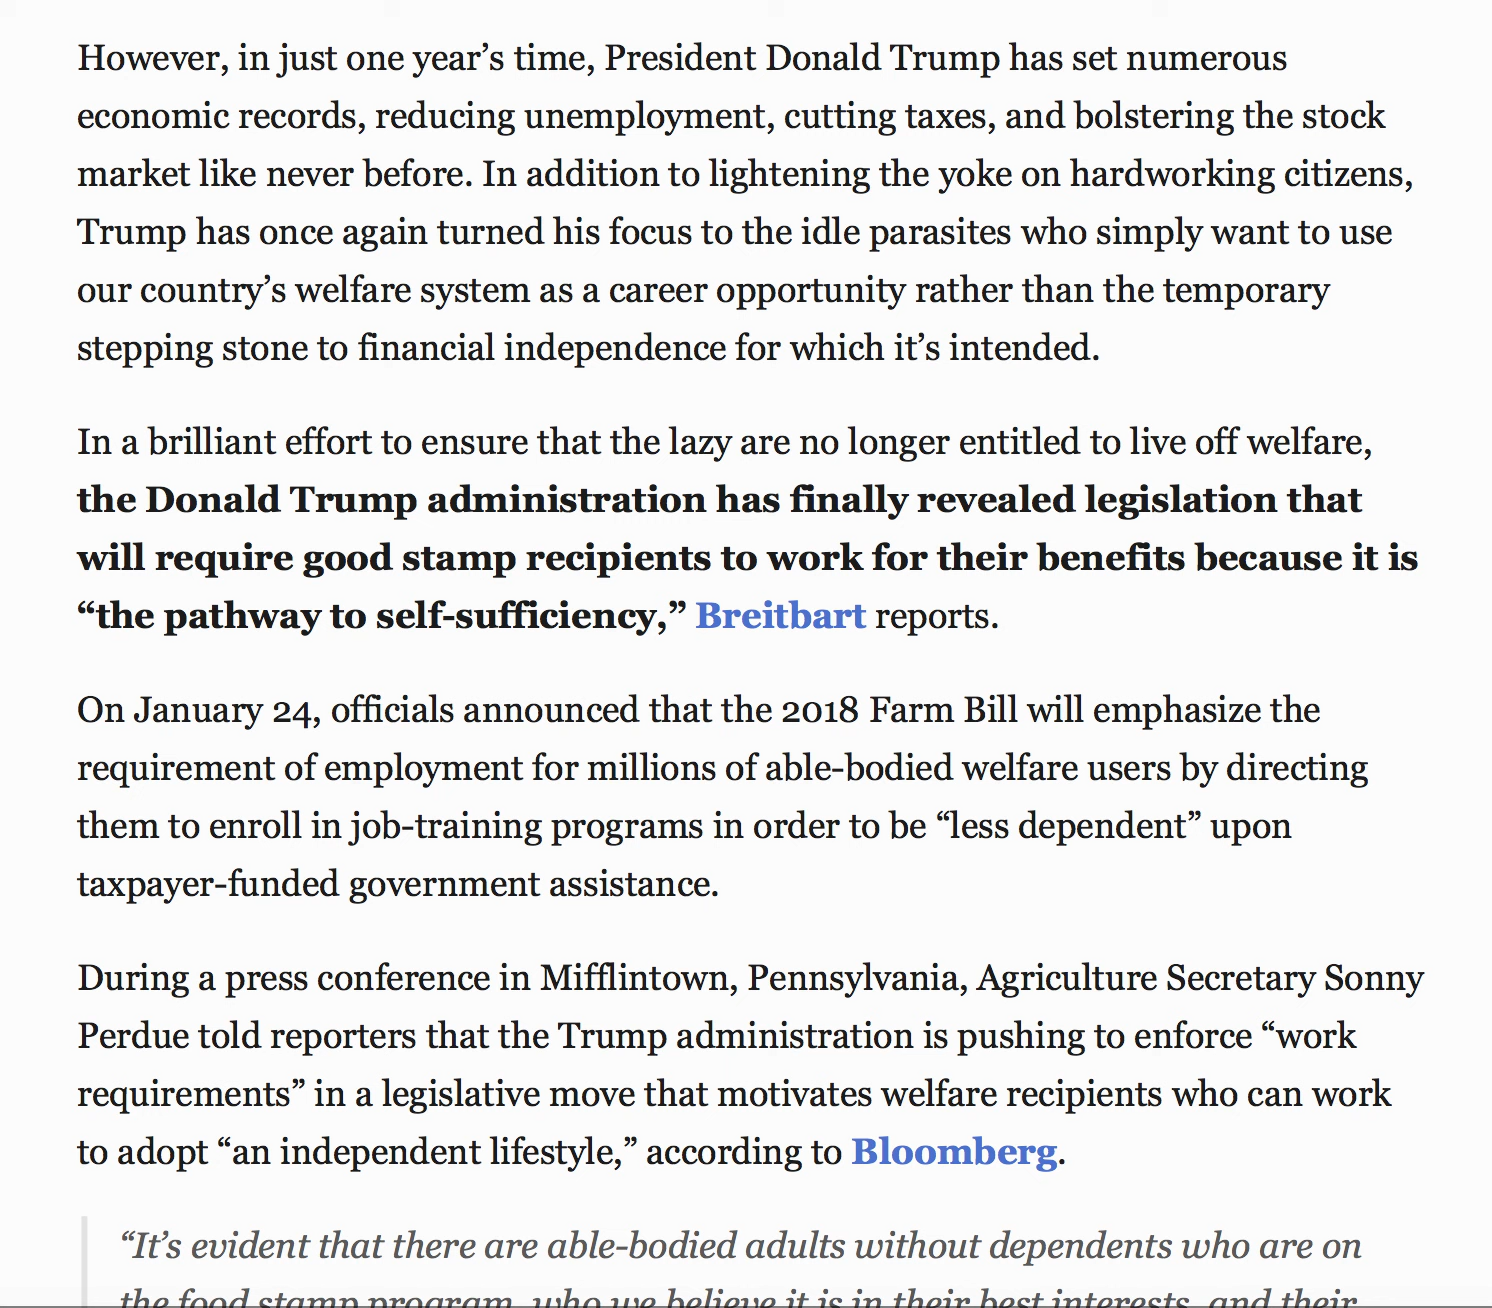 However, in just one year’s time, President Donald Trump has set numerous
economic records, reducing unemployment, cutting taxes, and bolstering the stock
market like never before. In addition to lightening the yoke on hardworking citizens,
Trump has once again turned his focus to the idle parasites who simply want to use
our country’s welfare system as a career opportunity rather than the temporary
stepping stone to financial independence for which it’s intended.
In a brilliant effort to ensure that the lazy are no longer entitled to live off welfare,
the Donald Trump administration has finally revealed legislation that
will require good stamp recipients to work for their benefits because it is
“the pathway to self-sufficiency,” Breitbart reports.
On January 24, officials announced that the 2018 Farm Bill will emphasize the
requirement of employment for millions of able-bodied welfare users by directing
them to enroll in job-training programs in order to be “less dependent” upon
taxpayer-funded government assistance.
During a press conference in Mifflintown, Pennsylvania, Agriculture Secretary Sonny
Perdue told reporters that the Trump administration is pushing to enforce “work
requirements” in a legislative move that motivates welfare recipients who can work
to adopt “an independent lifestyle,” according to Bloomberg.
“It’s evident that there are able-bodied adults without dependents who are on
the food stamp program, who we believe it is in their best interests, and their